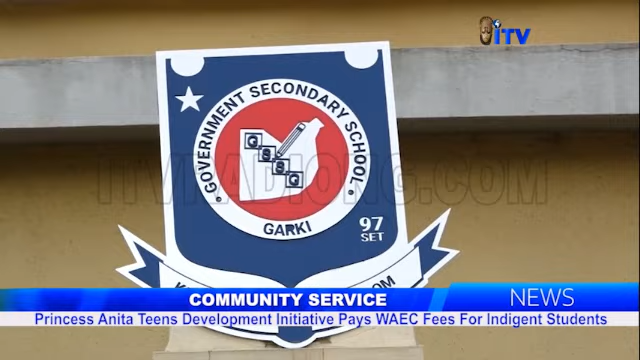 iTV
GOVERNMENT SECONDARY SCHOOL
G
S
S
G
GARKI
97
SET
ITVRADIONG.COM
COMMUNITY SERVICE
NEWS
Princess Anita Teens Development Initiative Pays WAEC Fees For Indigent Students